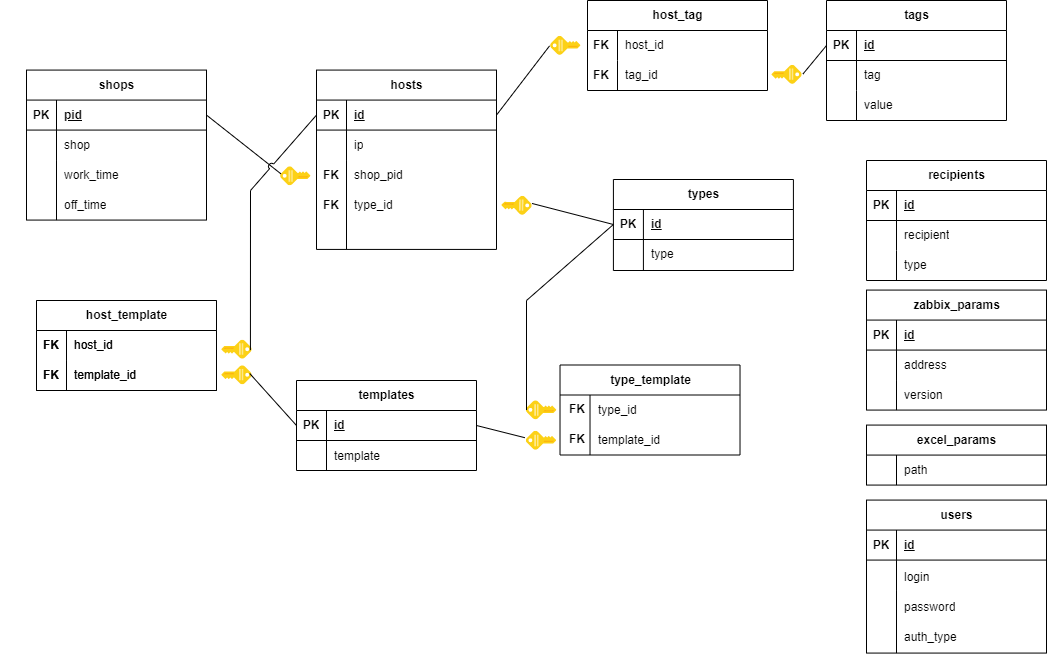 host_tag
FK host_id
FK tag_id
tags
PK id
tag
value
shops
PK pid
shop
work_time
off_time
hosts
PK id
ip
FK shop_pid
FK type_id
types
PK id
type
recipients
PK id
recipient
type
host_template
FK host_id
FK template_id
templates
PK id
template
type_template
FK type_id
FK template_id
zabbix_params
PK id
address
version
excel_params
path
users
PK id
login
password
auth_type